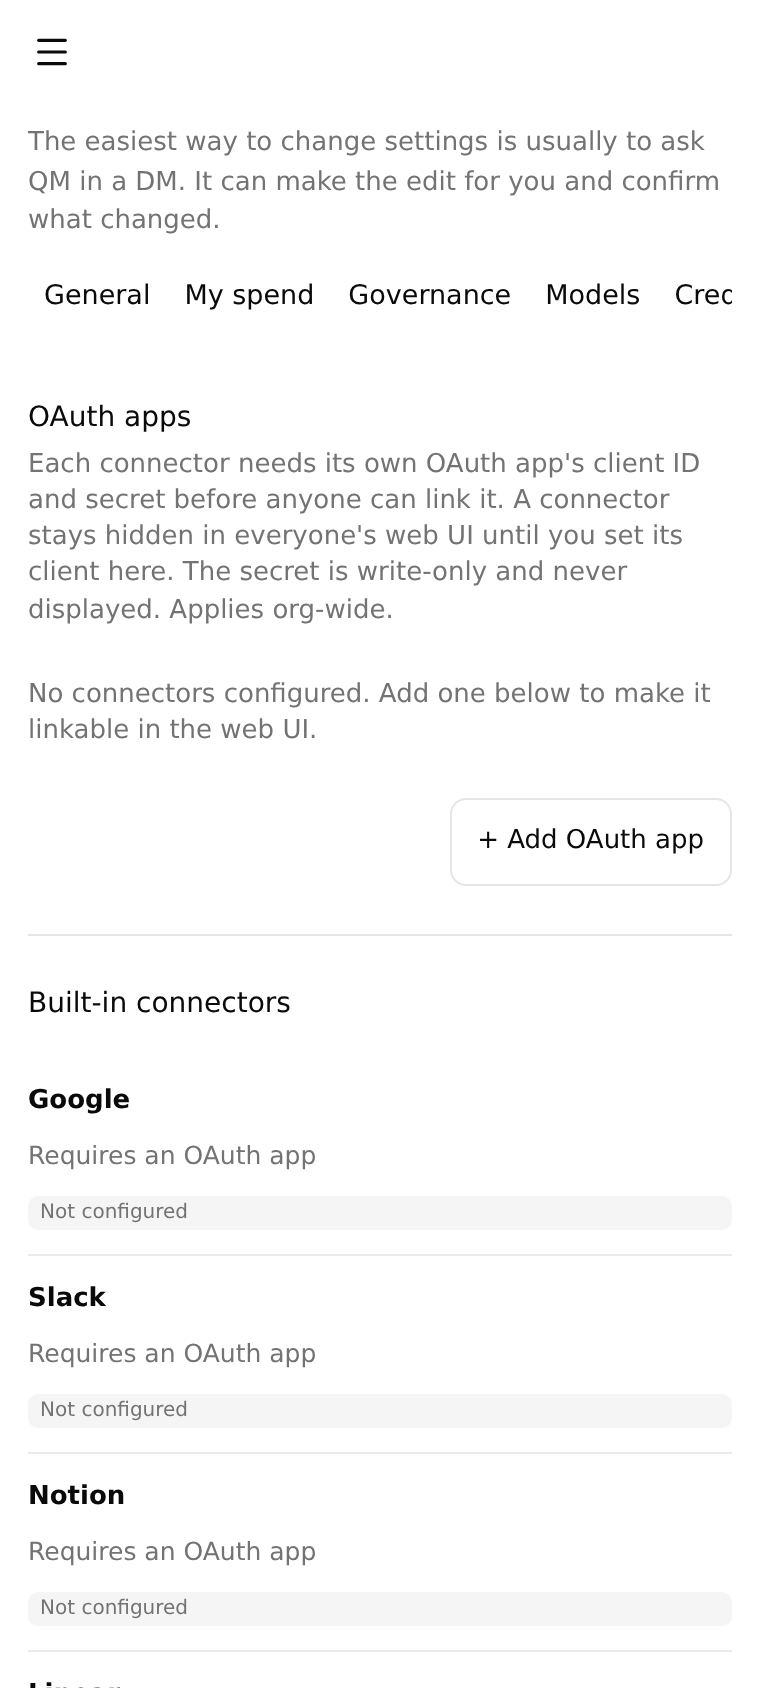 The easiest way to change settings is usually to ask
QM in a DM. It can make the edit for you and confirm
what changed.
General My spend Governance Models
OAuth apps
Each connector needs its own OAuth app's client ID
and secret before anyone can link it. A connector
stays hidden in everyone's web UI until you set its
client here. The secret is write-only and never
displayed. Applies org-wide.
No connectors configured. Add one below to make it
linkable in the web UI.
+ Add OAuth app
Built-in connectors
Google
Requires an OAuth app
Not configured
Slack
Requires an OAuth app
Not configured
Notion
Requires an OAuth app
Not configured